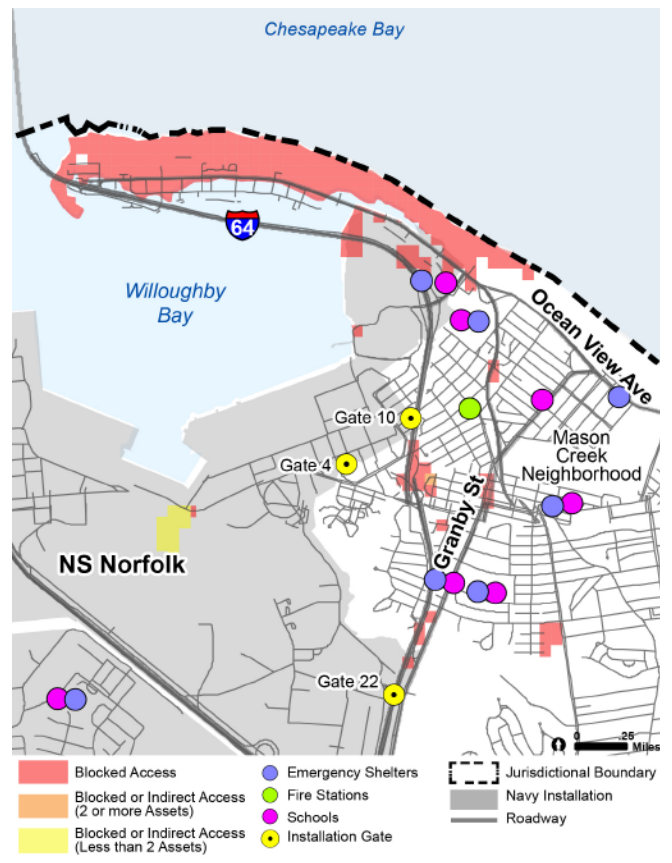 Chesapeake Bay
64
Willoughby
Bay
Ocean View Ave
Gate 10
Mason
Creek
Neighborhood
Gate 4
Granby St
NS Norfolk
Gate 22
0 .25
Miles
Blocked Access
Blocked or Indirect Access
(2 or more Assets)
Blocked or Indirect Access
(Less than 2 Assets)
Emergency Shelters
Fire Stations
Schools
Installation Gate
Jurisdictional Boundary
Navy Installation
Roadway